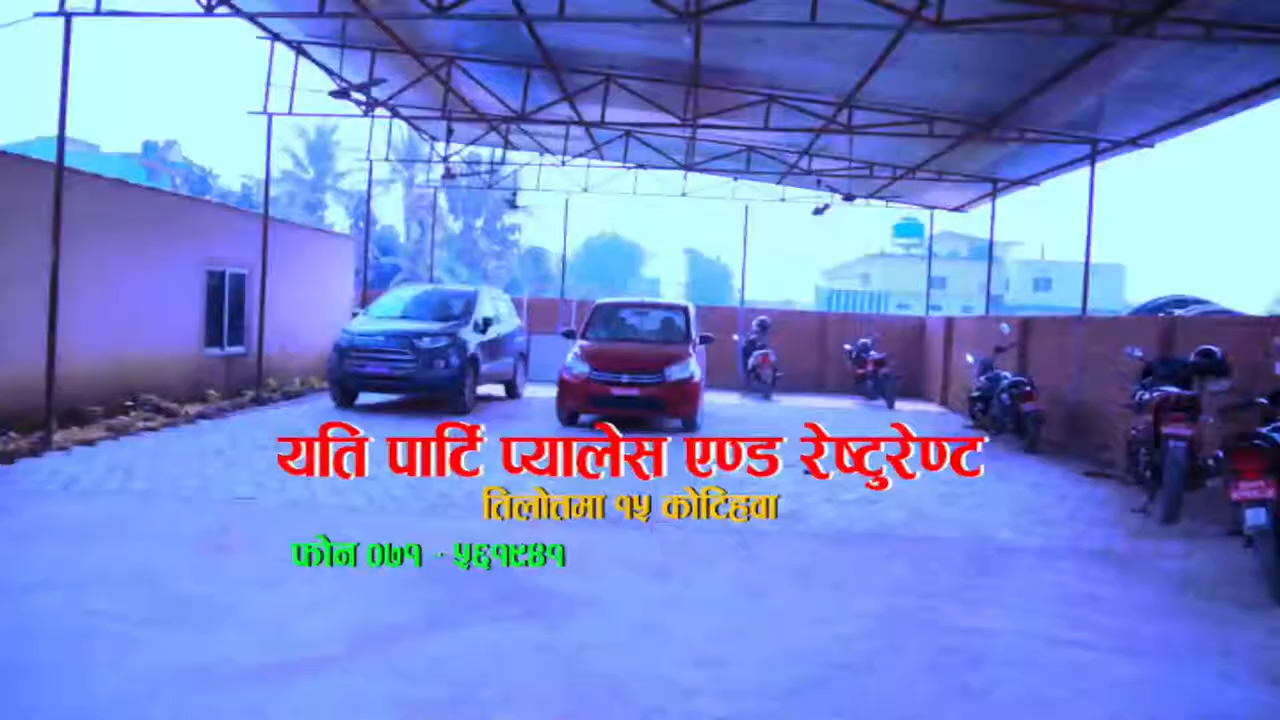 यति पार्टि प्यालेस एण्ड रेष्टुरेण्ट
तिलोत्तमा १५ कोटिहवा
फोन ०७१ - ५६१९४१